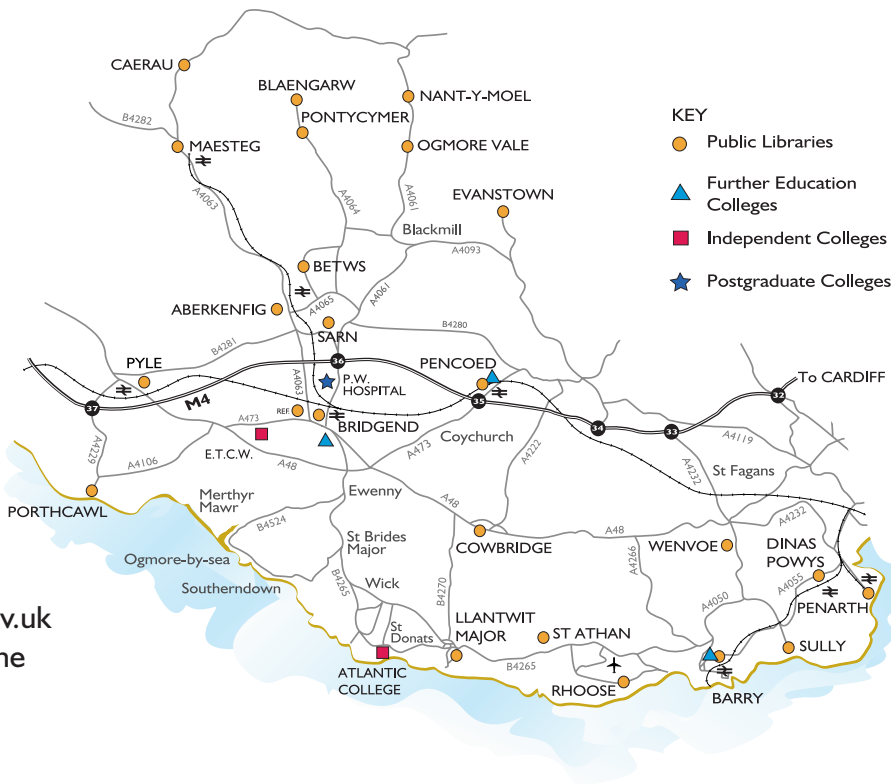 CAERAU
BLAENGARW
NANT-Y-MOEL
B4282
PONTYCYMER
MAESTEG
OGMORE VALE
KEY
Public Libraries
Further Education
Colleges
Independent Colleges
Postgraduate Colleges
A4063
A4064
A4061
EVANSTOWN
Blackmill
A4093
BETWS
A4065
A4061
ABERKENFIG
SARN
B4281
B4280
PYLE
36
PENCOED
P.W.
HOSPITAL
A4063
To CARDIFF
32
37
M4
35
REF.
BRIDGEND
34
33
A473
E.T.C.W.
A473
Coychurch
A4222
A4119
A4229
A4106
A48
A4232
St Fagans
PORTHCAWL
Merthyr
Mawr
Ewenny
A48
B4524
St Brides
Major
COWBRIDGE
A48
A4232
A4266
WENVOE
DINAS
POWYS
Ogmore-by-sea
Southerndown
B4265
Wick
B4270
A4050
A4055
PENARTH
v.uk
ne
St
Donats
LLANTWIT
MAJOR
ST ATHAN
SULLY
ATLANTIC
COLLEGE
B4265
RHOOSE
BARRY